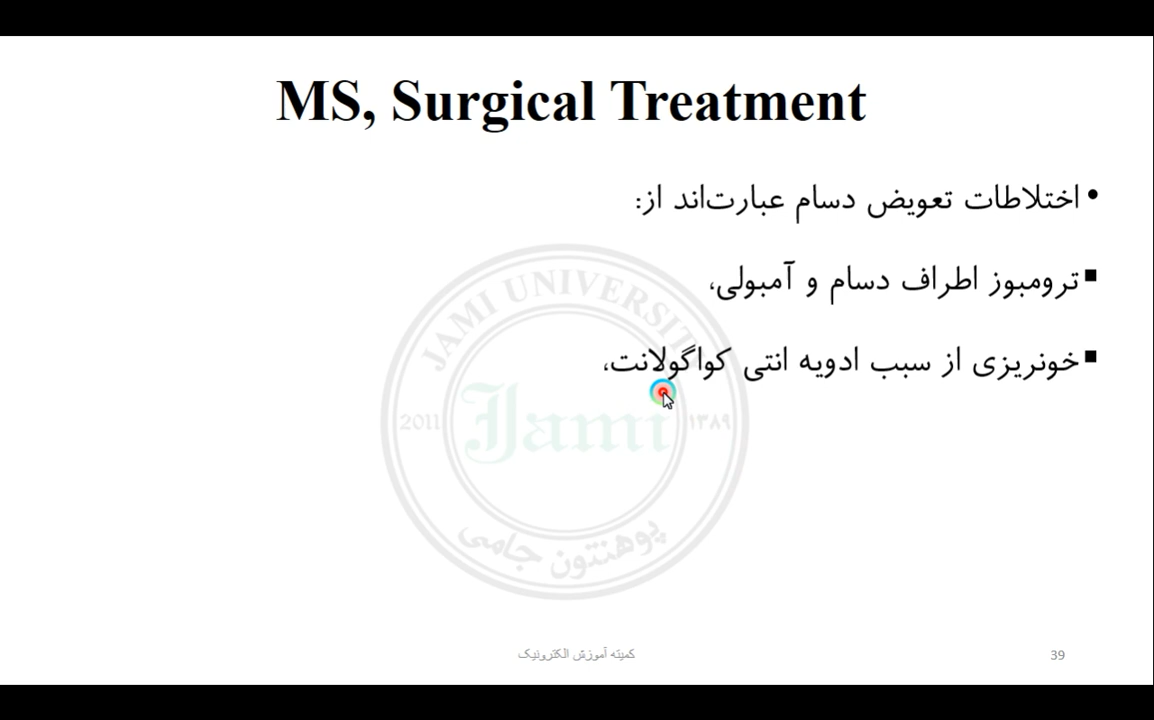 MS, Surgical Treatment
• اختلاطات تعویض دسام عبارت‌اند از:
▪ ترومبوز اطراف دسام و آمبولی،
▪ خونریزی از سبب ادویه انتی کواگولانت،
JAMI UNIVERSITY
2011
Jami
۱۳۸۹
پوهنتون جامی
کمیته آموزش الکترونیک
39